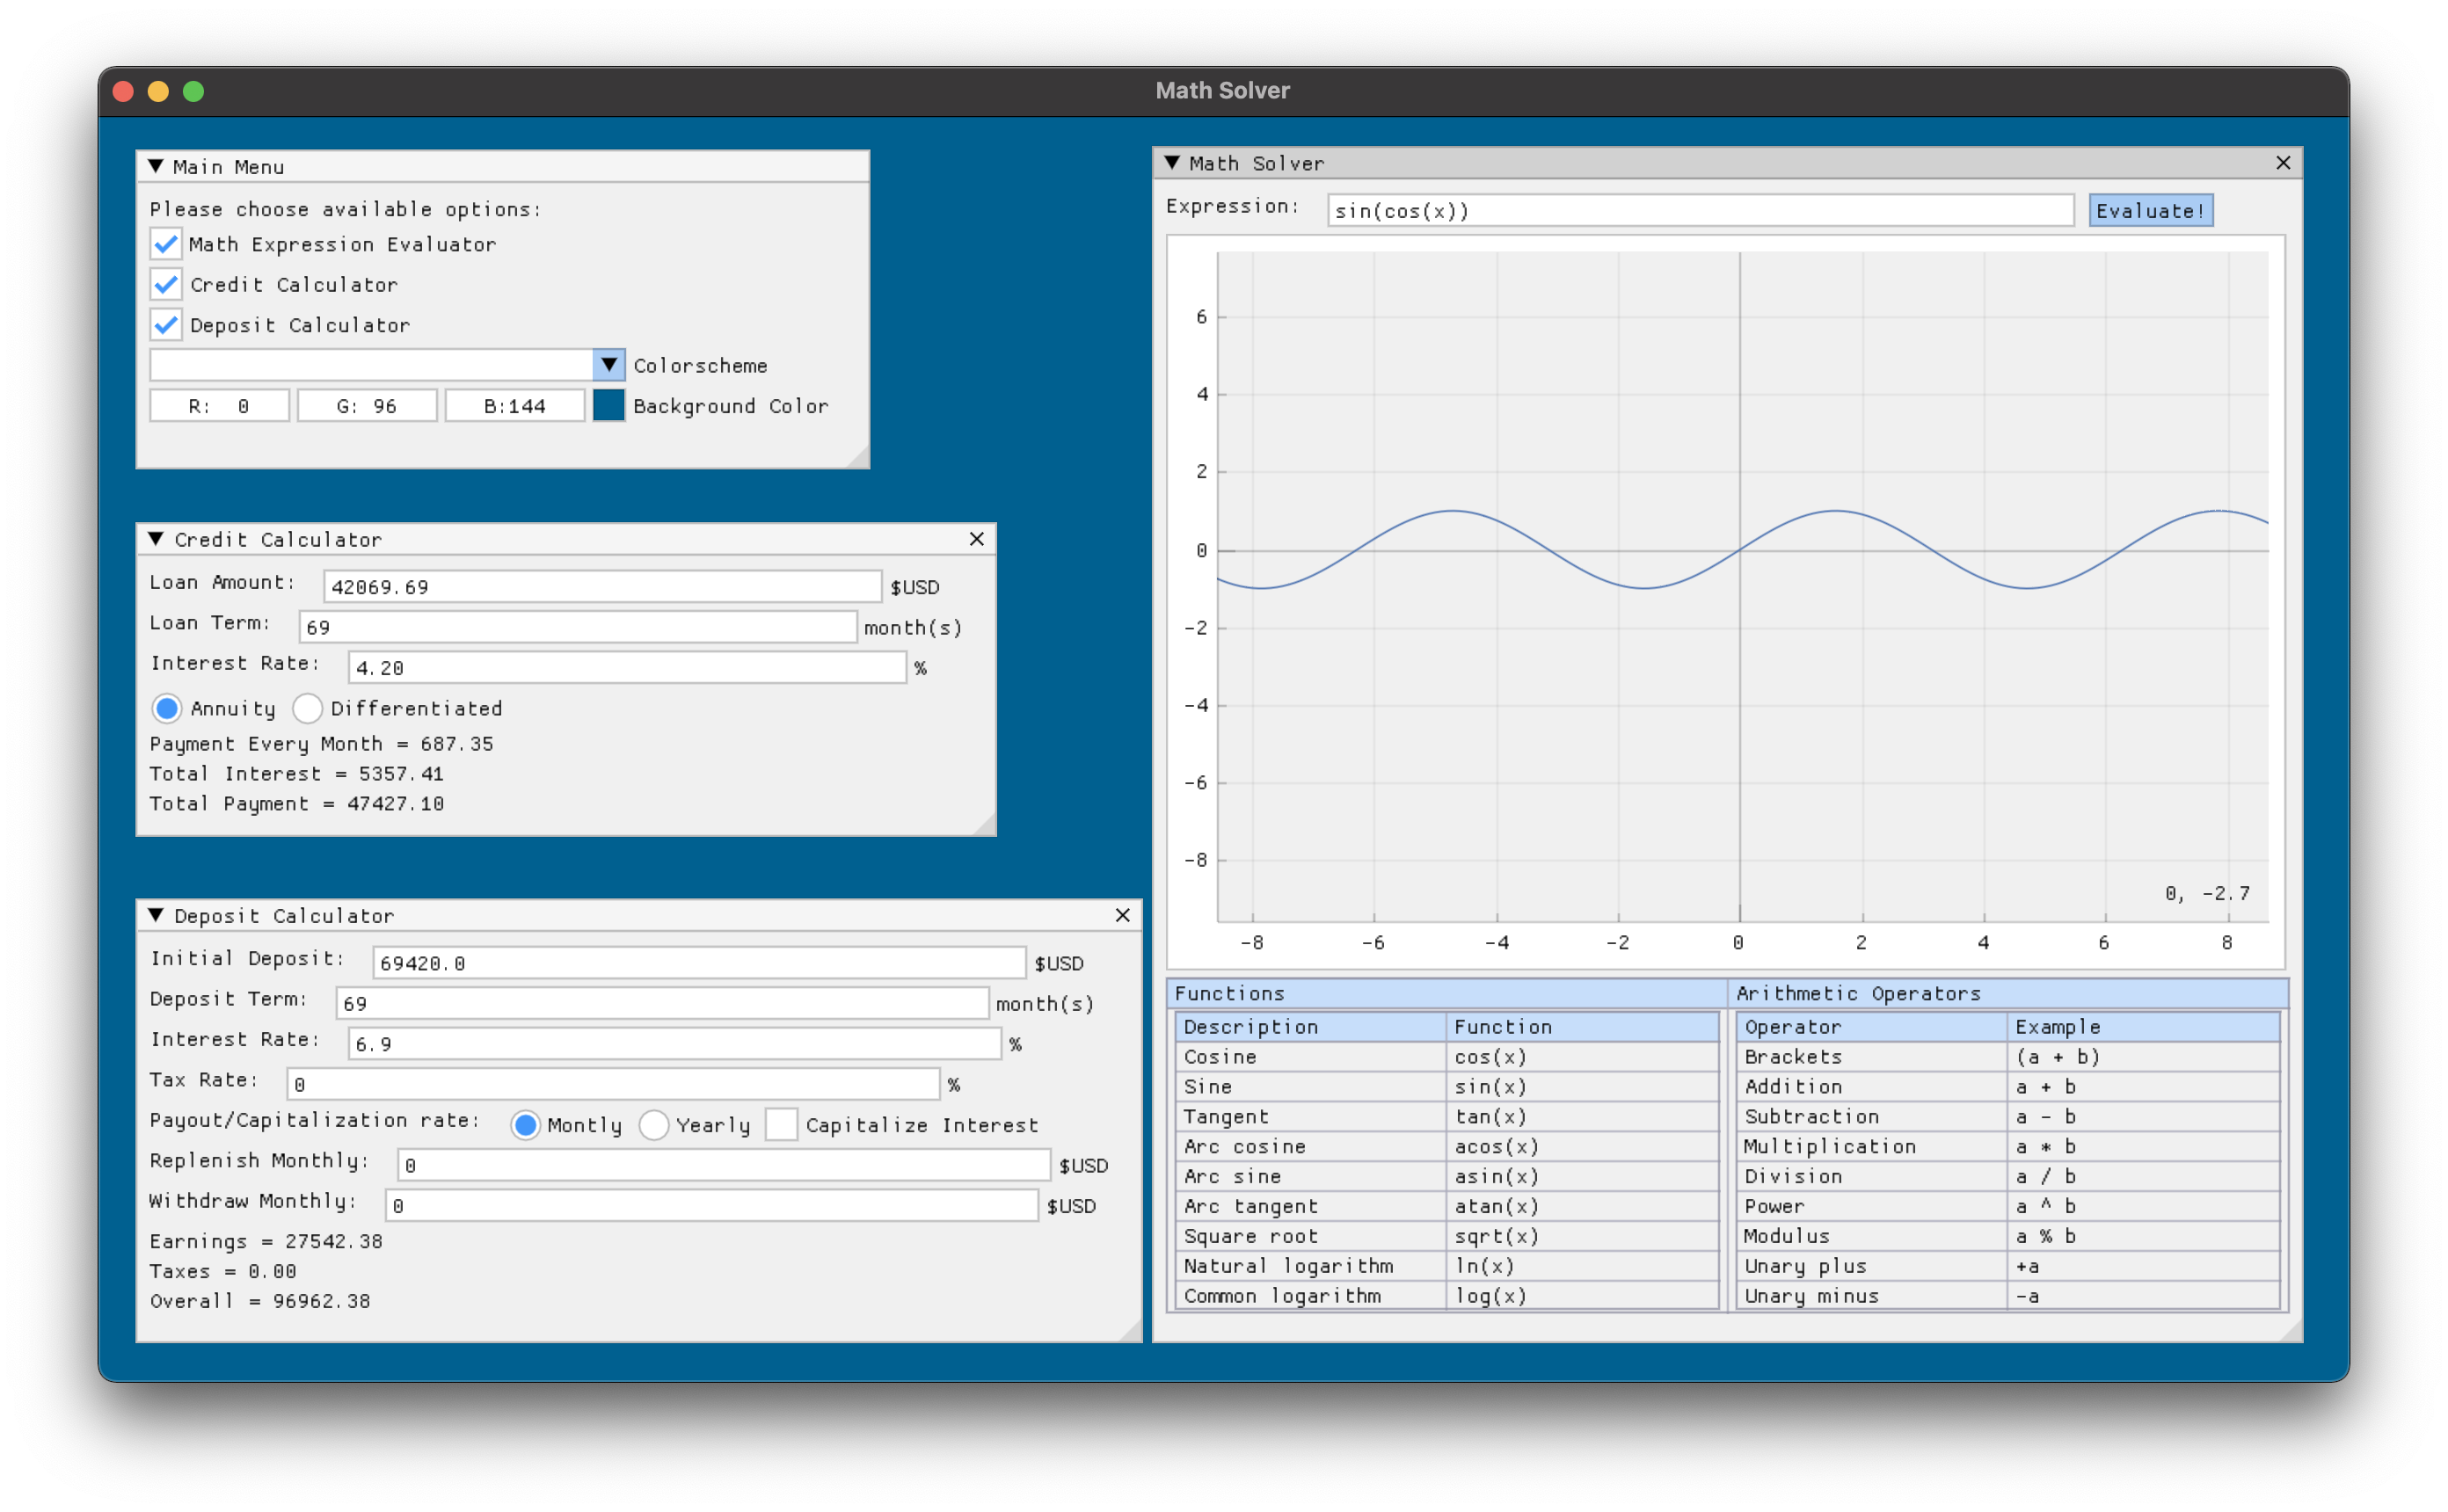 Math Solver
Main Menu
Please choose available options:
Math Expression Evaluator
Credit Calculator
Deposit Calculator
Colorscheme
R: 0 G: 96 B:144 Background Color
Credit Calculator
Loan Amount: 42069.69 $USD
Loan Term: 69 month(s)
Interest Rate: 4.20 %
Annuity Differentiated
Payment Every Month = 687.35
Total Interest = 5357.41
Total Payment = 47427.10
Deposit Calculator
Initial Deposit: 69420.0 $USD
Deposit Term: 69 month(s)
Interest Rate: 6.9 %
Tax Rate: 0 %
Payout/Capitalization rate: Montly Yearly Capitalize Interest
Replenish Monthly: 0 $USD
Withdraw Monthly: 0 $USD
Earnings = 27542.38
Taxes = 0.00
Overall = 96962.38
Math Solver
Expression: sin(cos(x)) Evaluate!
6
4
2
0
-2
-4
-6
-8
0, -2.7
-8 -6 -4 -2 0 2 4 6 8
Functions Arithmetic Operators
Description Function Operator Example
Cosine cos(x) Brackets (a + b)
Sine sin(x) Addition a + b
Tangent tan(x) Subtraction a - b
Arc cosine acos(x) Multiplication a * b
Arc sine asin(x) Division a / b
Arc tangent atan(x) Power a ^ b
Square root sqrt(x) Modulus a % b
Natural logarithm ln(x) Unary plus +a
Common logarithm log(x) Unary minus -a